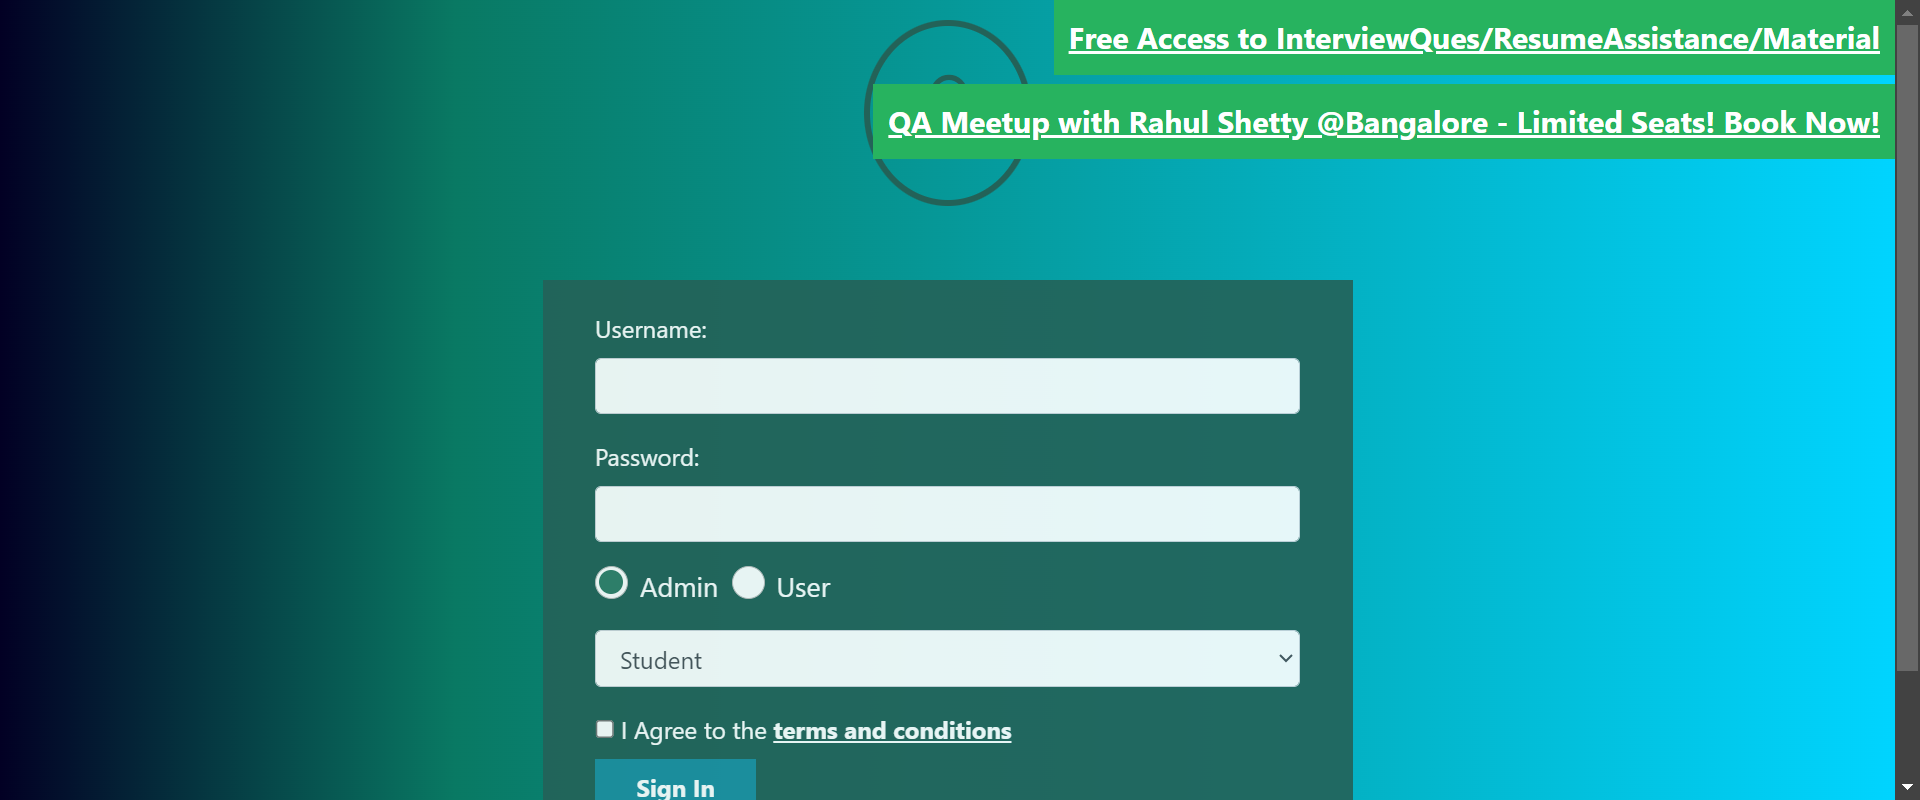 Free Access to InterviewQues/ResumeAssistance/Material
QA Meetup with Rahul Shetty @Bangalore - Limited Seats! Book Now!
Username:
Password:
Admin User
Student
I Agree to the terms and conditions
Sign In